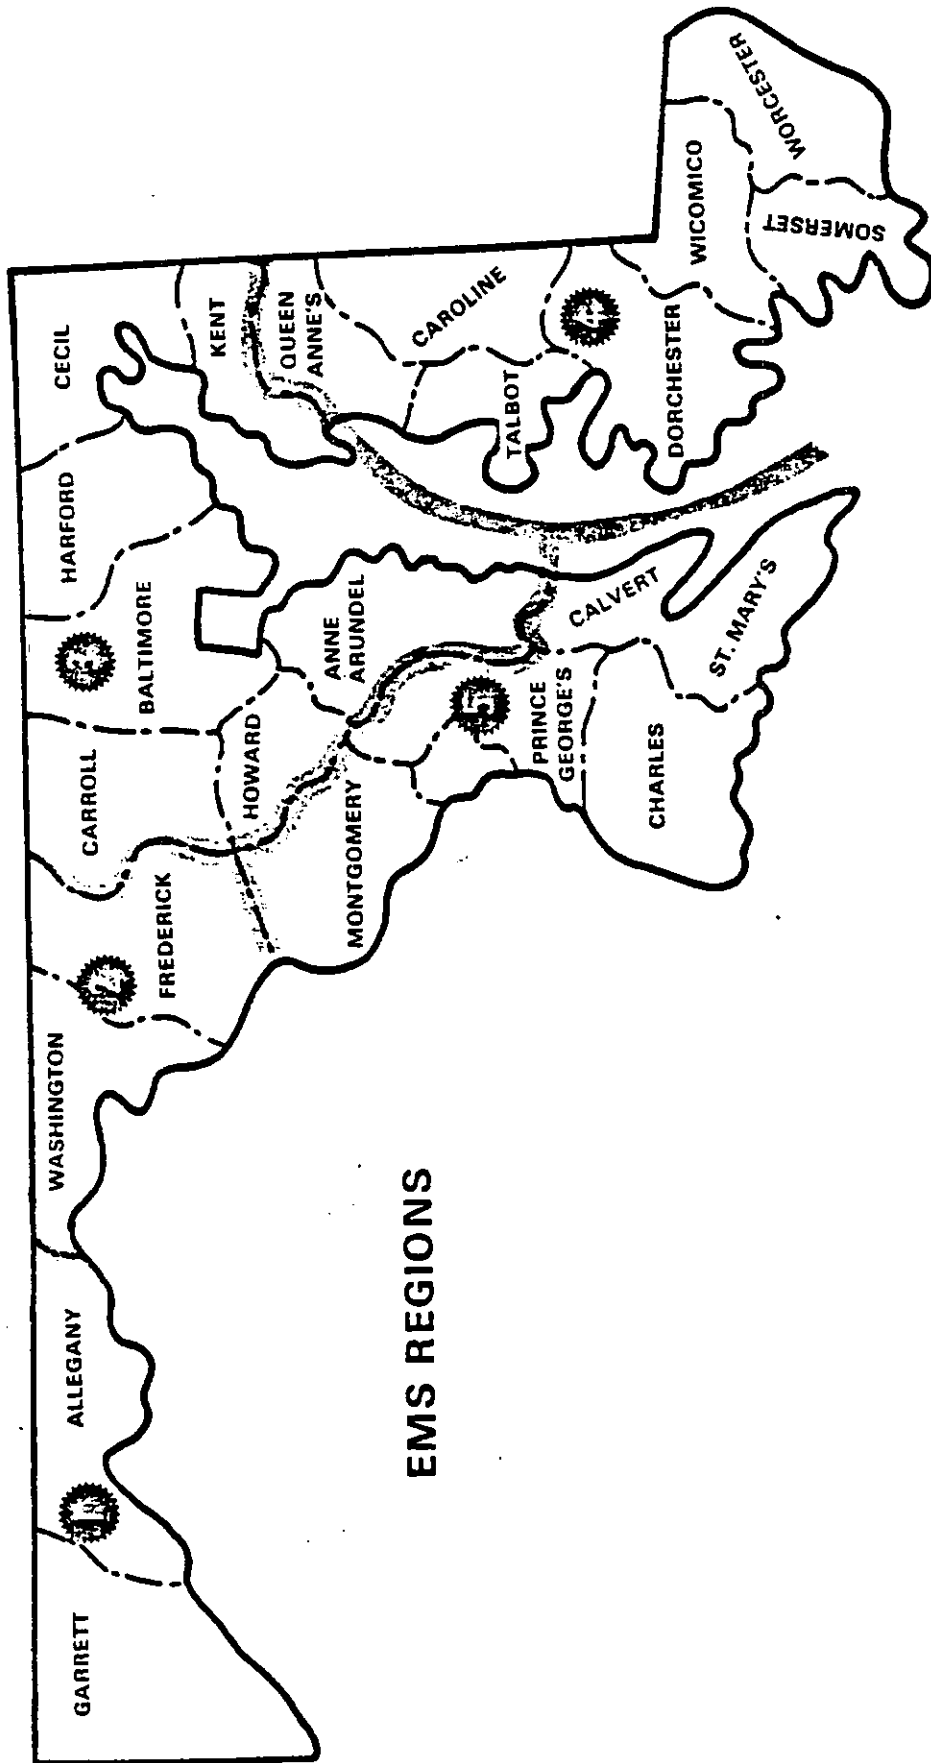 GARRETT
ALLEGANY
WASHINGTON
FREDERICK
CARROLL
BALTIMORE
HARFORD
CECIL
KENT
QUEEN
ANNE'S
CAROLINE
TALBOT
DORCHESTER
WICOMICO
SOMERSET
WORCESTER
HOWARD
MONTGOMERY
ANNE
ARUNDEL
PRINCE
GEORGE'S
CALVERT
CHARLES
ST. MARY'S
EMS REGIONS